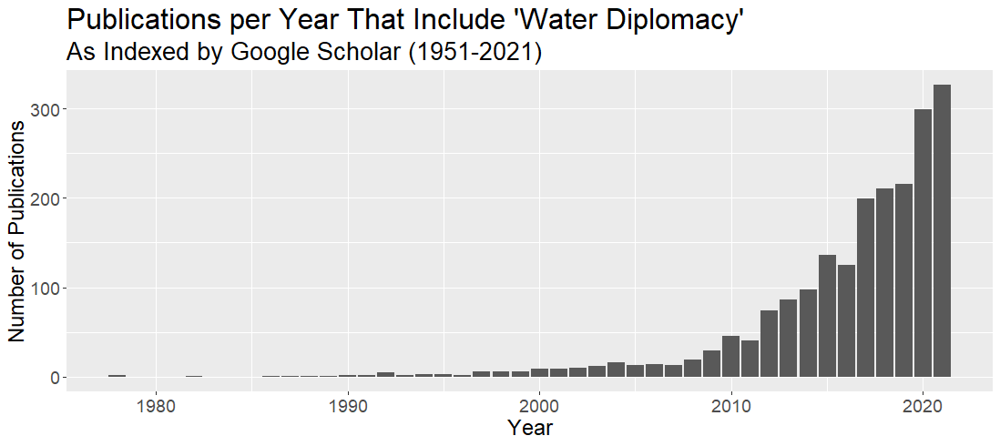 Publications per Year That Include 'Water Diplomacy'
As Indexed by Google Scholar (1951-2021)
Number of Publications
300
200
100
0
1980 1990 2000 2010 2020
Year